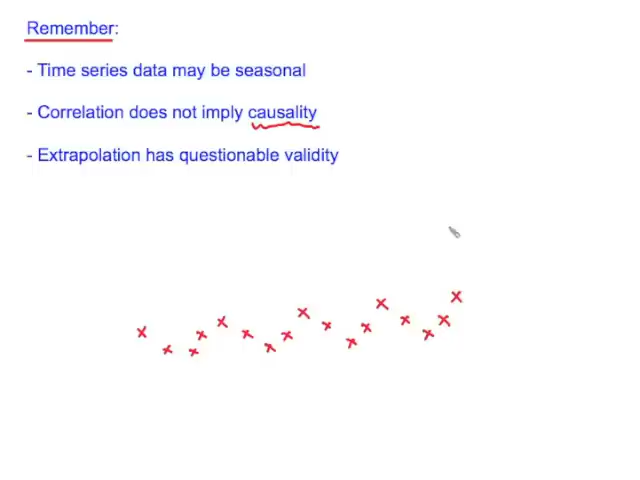 Remember:
- Time series data may be seasonal
- Correlation does not imply causality
- Extrapolation has questionable validity